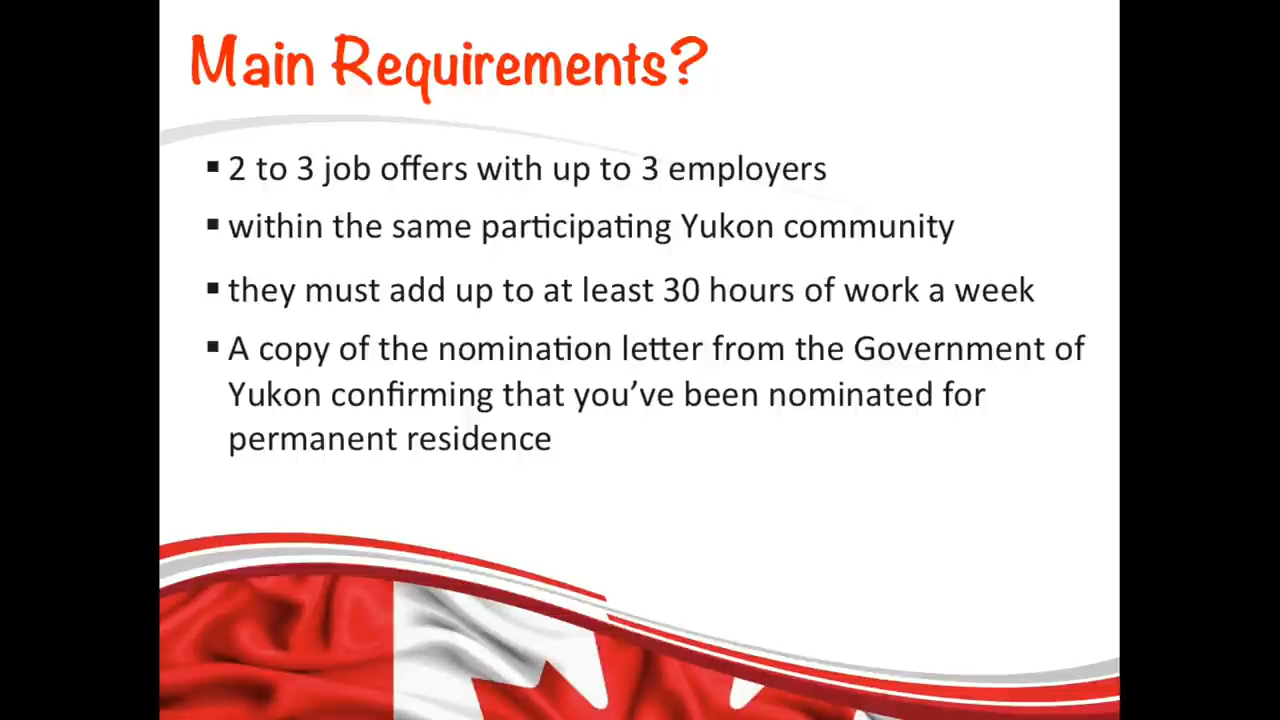 Main Requirements?
▪ 2 to 3 job offers with up to 3 employers
▪ within the same participating Yukon community
▪ they must add up to at least 30 hours of work a week
▪ A copy of the nomination letter from the Government of
Yukon confirming that you’ve been nominated for
permanent residence